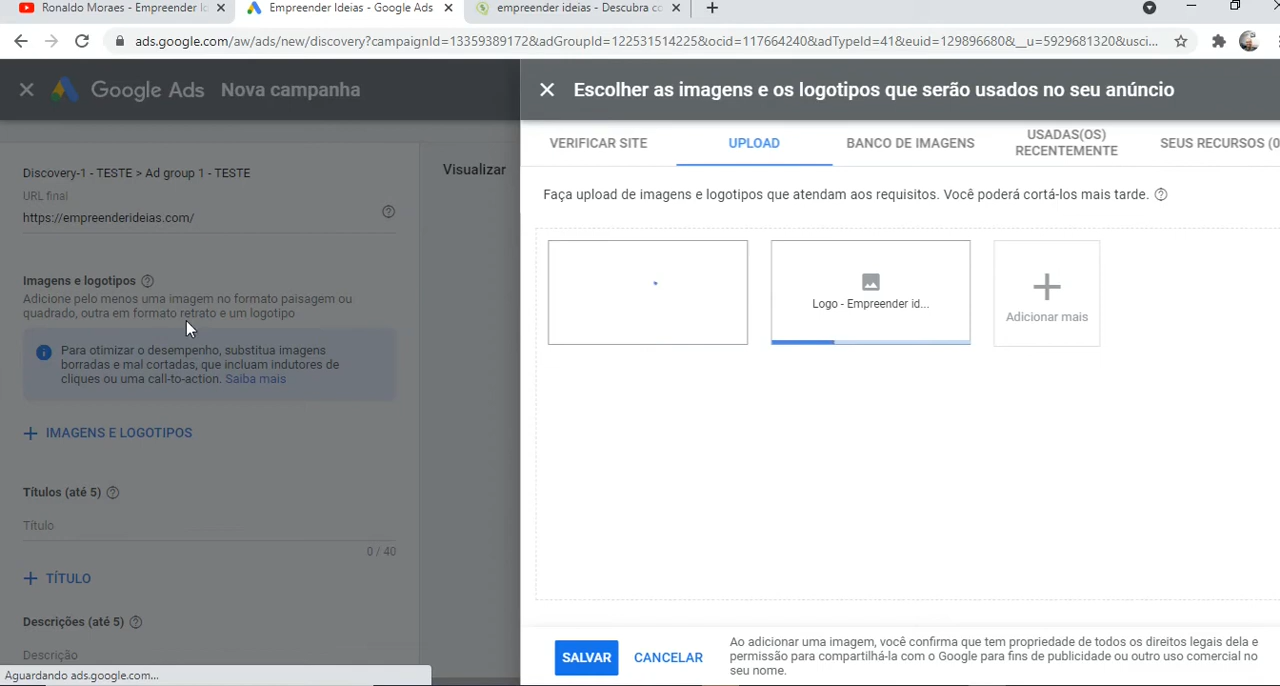 Ronaldo Moraes - Empreender Ic
Empreender Ideias - Google Ads
empreender ideias - Descubra co
ads.google.com/aw/ads/new/discovery?campaignId=13359389172&adGroupId=122531514225&ocid=117664240&adTypeId=41&euid=129896680&__u=5929681320&usci...
Google Ads Nova campanha
Escolher as imagens e os logotipos que serão usados no seu anúncio
VERIFICAR SITE
UPLOAD
BANCO DE IMAGENS
USADAS(OS)
RECENTEMENTE
SEUS RECURSOS (0
Discovery-1 - TESTE > Ad group 1 - TESTE
URL final
https://empreenderideias.com/
Visualizar
Faça upload de imagens e logotipos que atendam aos requisitos. Você poderá cortá-los mais tarde.
Imagens e logotipos
Adicione pelo menos uma imagem no formato paisagem ou
quadrado, outra em formato retrato e um logotipo
Para otimizar o desempenho, substitua imagens
borradas e mal cortadas, que incluam indutores de
cliques ou uma call-to-action. Saiba mais
+ IMAGENS E LOGOTIPOS
Logo - Empreender id...
Adicionar mais
Títulos (até 5)
Título
0 / 40
+ TÍTULO
Descrições (até 5)
Descrição
Aguardando ads.google.com...
SALVAR
CANCELAR
Ao adicionar uma imagem, você confirma que tem propriedade de todos os direitos legais dela e
permissão para compartilhá-la com o Google para fins de publicidade ou outro uso comercial no
seu nome.